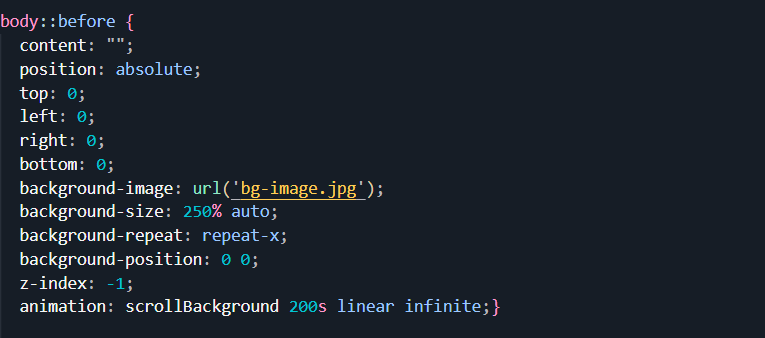 body::before {
  content: "";
  position: absolute;
  top: 0;
  left: 0;
  right: 0;
  bottom: 0;
  background-image: url('bg-image.jpg');
  background-size: 250% auto;
  background-repeat: repeat-x;
  background-position: 0 0;
  z-index: -1;
  animation: scrollBackground 200s linear infinite;}